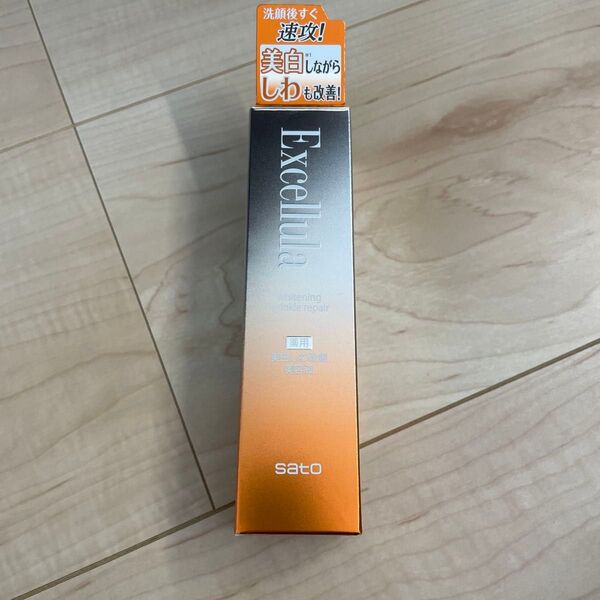 洗顔後すぐ
速攻!
美白※1しながら
しわも改善!
Excellula
whitening
wrinkle repair
薬用
美白しわ改善
美容液
sato